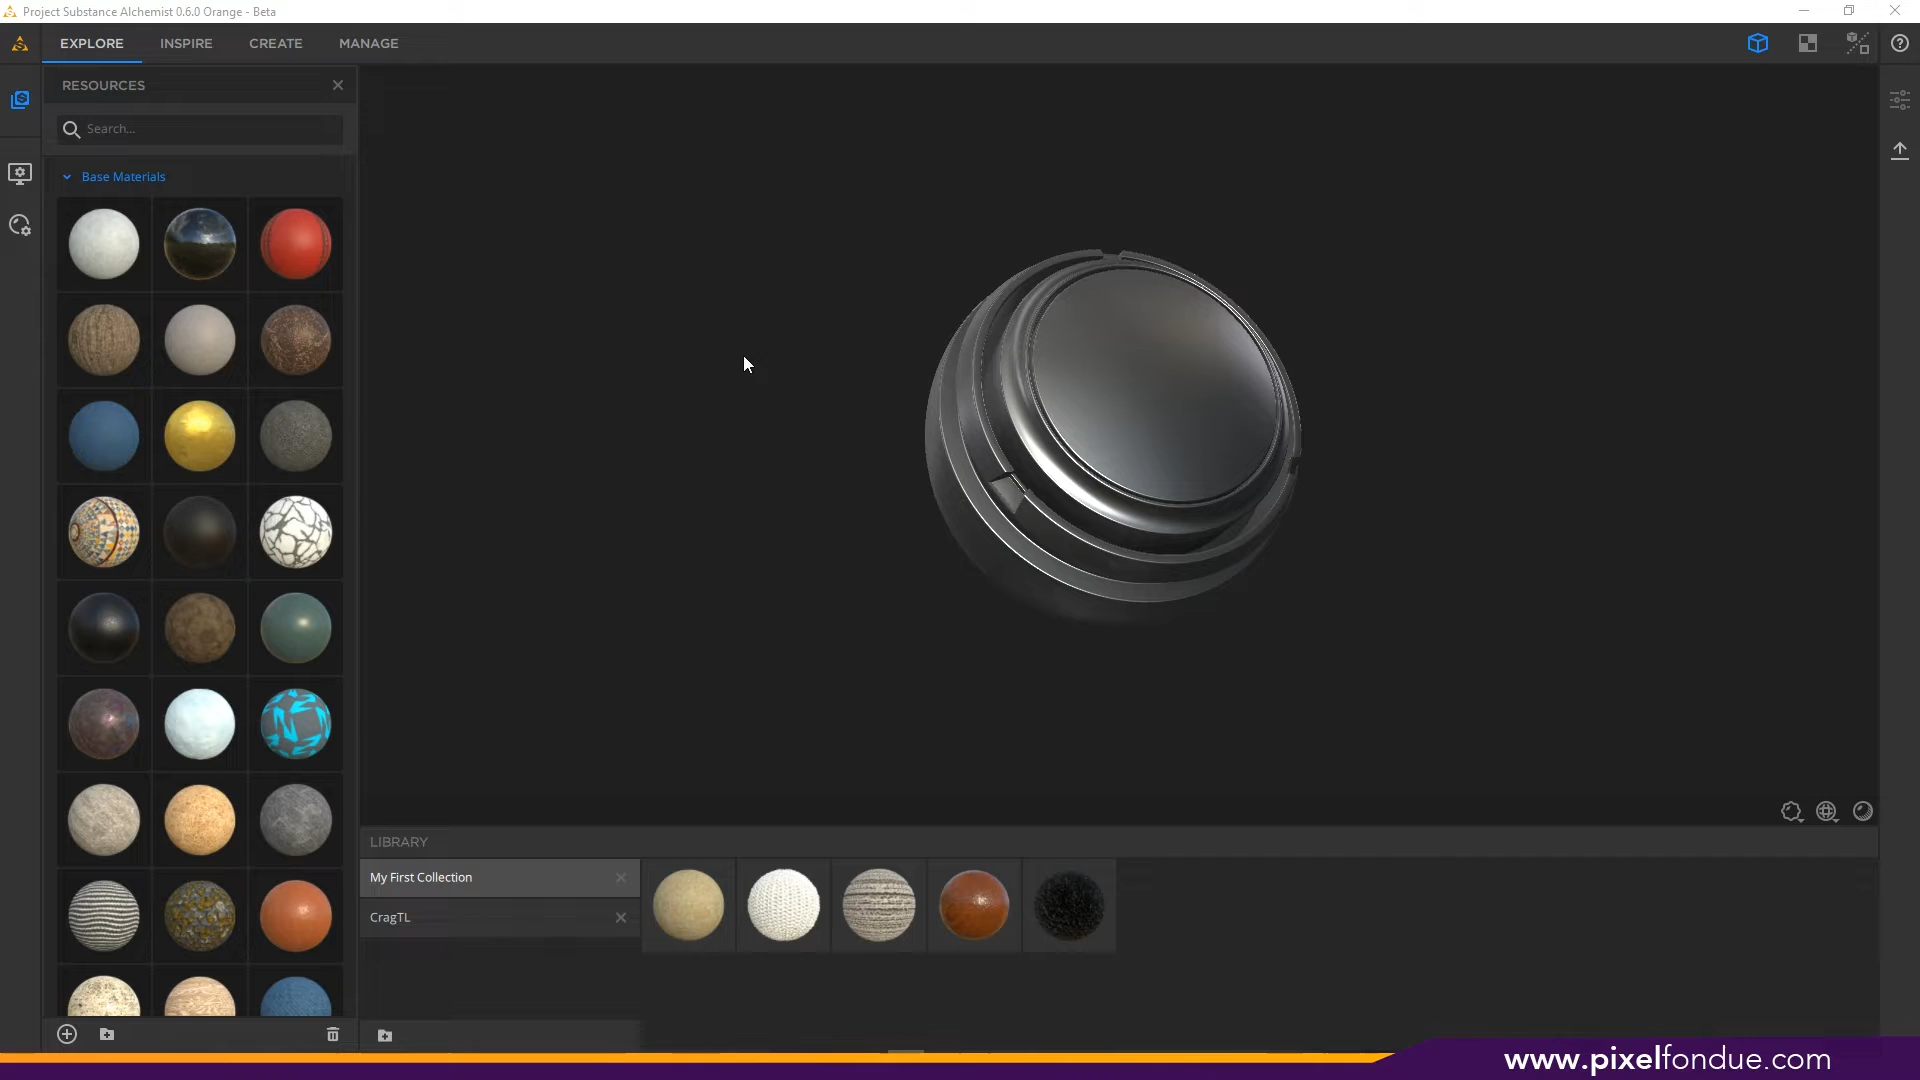 Project Substance Alchemist 0.6.0 Orange - Beta
EXPLORE
INSPIRE
CREATE
MANAGE
RESOURCES
Search...
Base Materials
LIBRARY
My First Collection
CragTL
www.pixelfondue.com